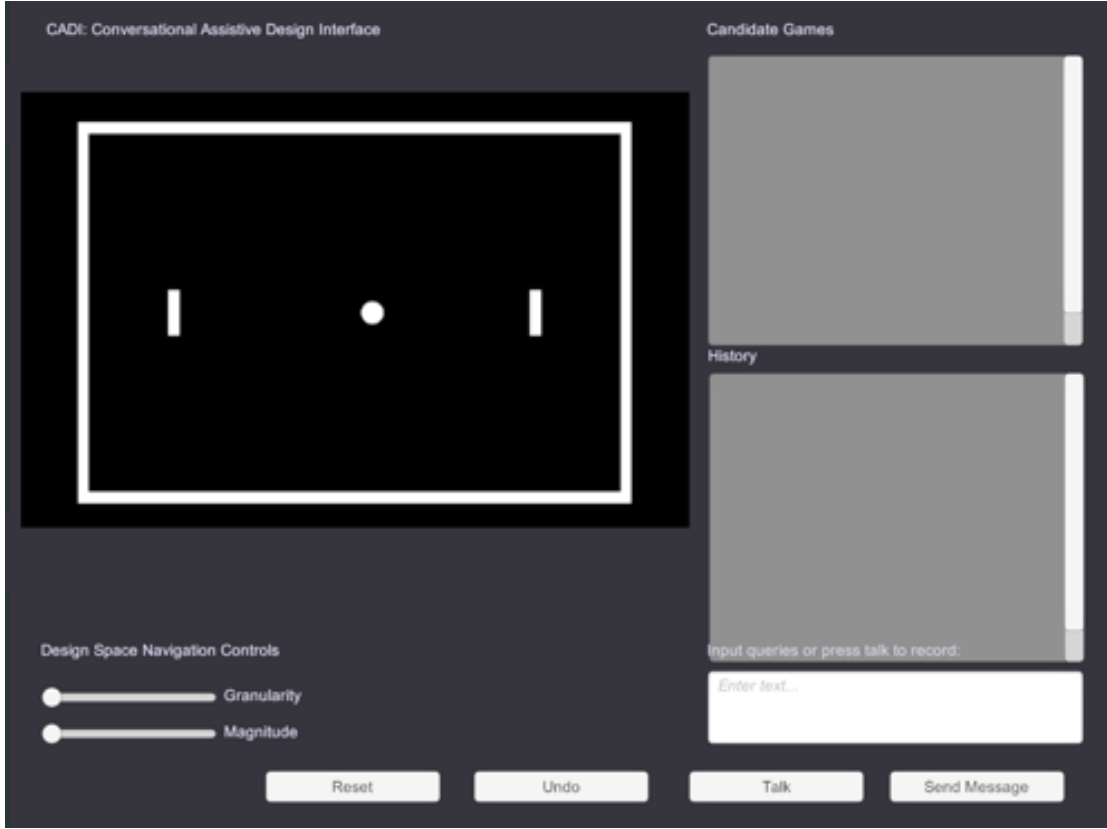 CADI: Conversational Assistive Design Interface
Candidate Games
History
Design Space Navigation Controls
Input queries or press talk to record:
Granularity
Enter text...
Magnitude
Reset
Undo
Talk
Send Message